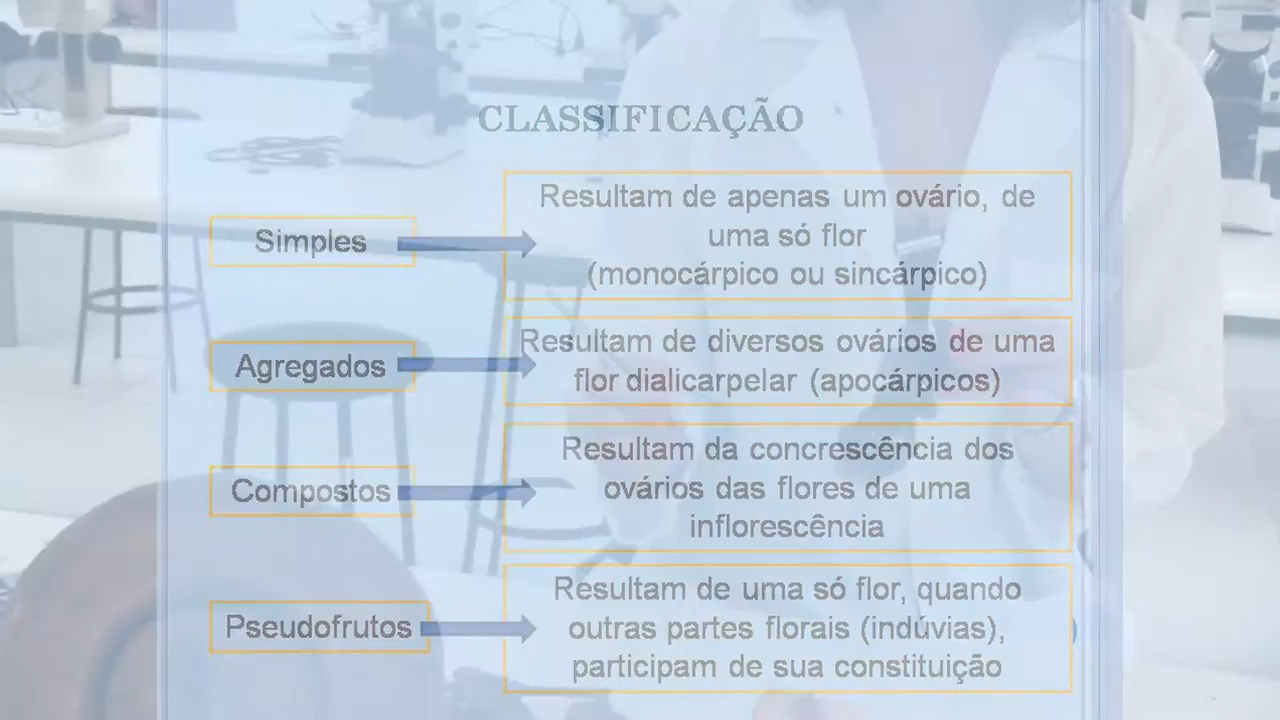 CLASSIFICAÇÃO
Simples
Resultam de apenas um ovário, de
uma só flor
(monocárpico ou sincárpico)
Agregados
Resultam de diversos ovários de uma
flor dialicarpelar (apocárpicos)
Compostos
Resultam da concrescência dos
ovários das flores de uma
inflorescência
Pseudofrutos
Resultam de uma só flor, quando
outras partes florais (indúvias),
participam de sua constituição